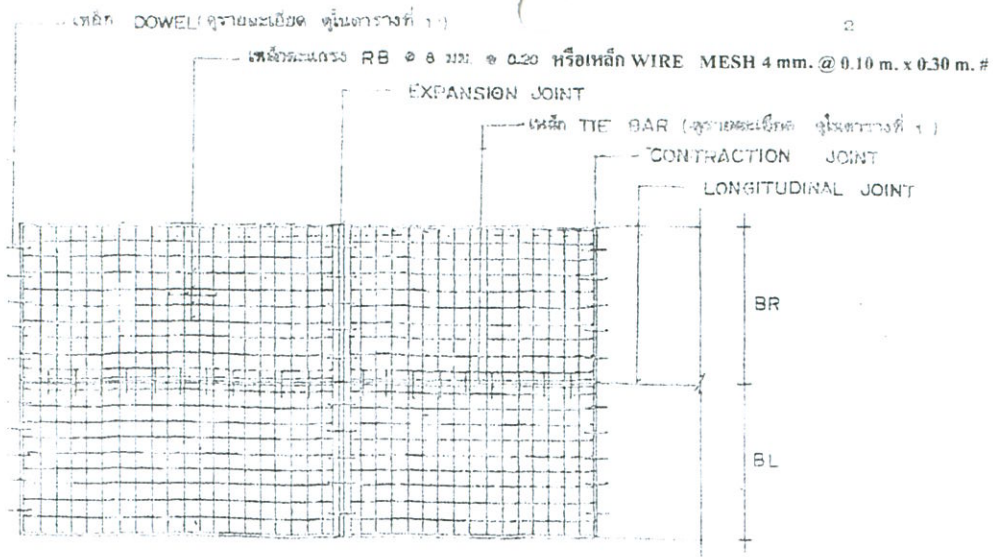 เหล็ก DOWEL (ดูรายละเอียด ดูในตารางที่ 1)
2
เหล็กตะแกรง RB Ø 8 มม. @ 0.20 หรือเหล็ก WIRE MESH 4 mm. @ 0.10 m. x 0.30 m. #
EXPANSION JOINT
เหล็ก TIE BAR (ดูรายละเอียด ดูในตารางที่ 1)
CONTRACTION JOINT
LONGITUDINAL JOINT
BR
BL